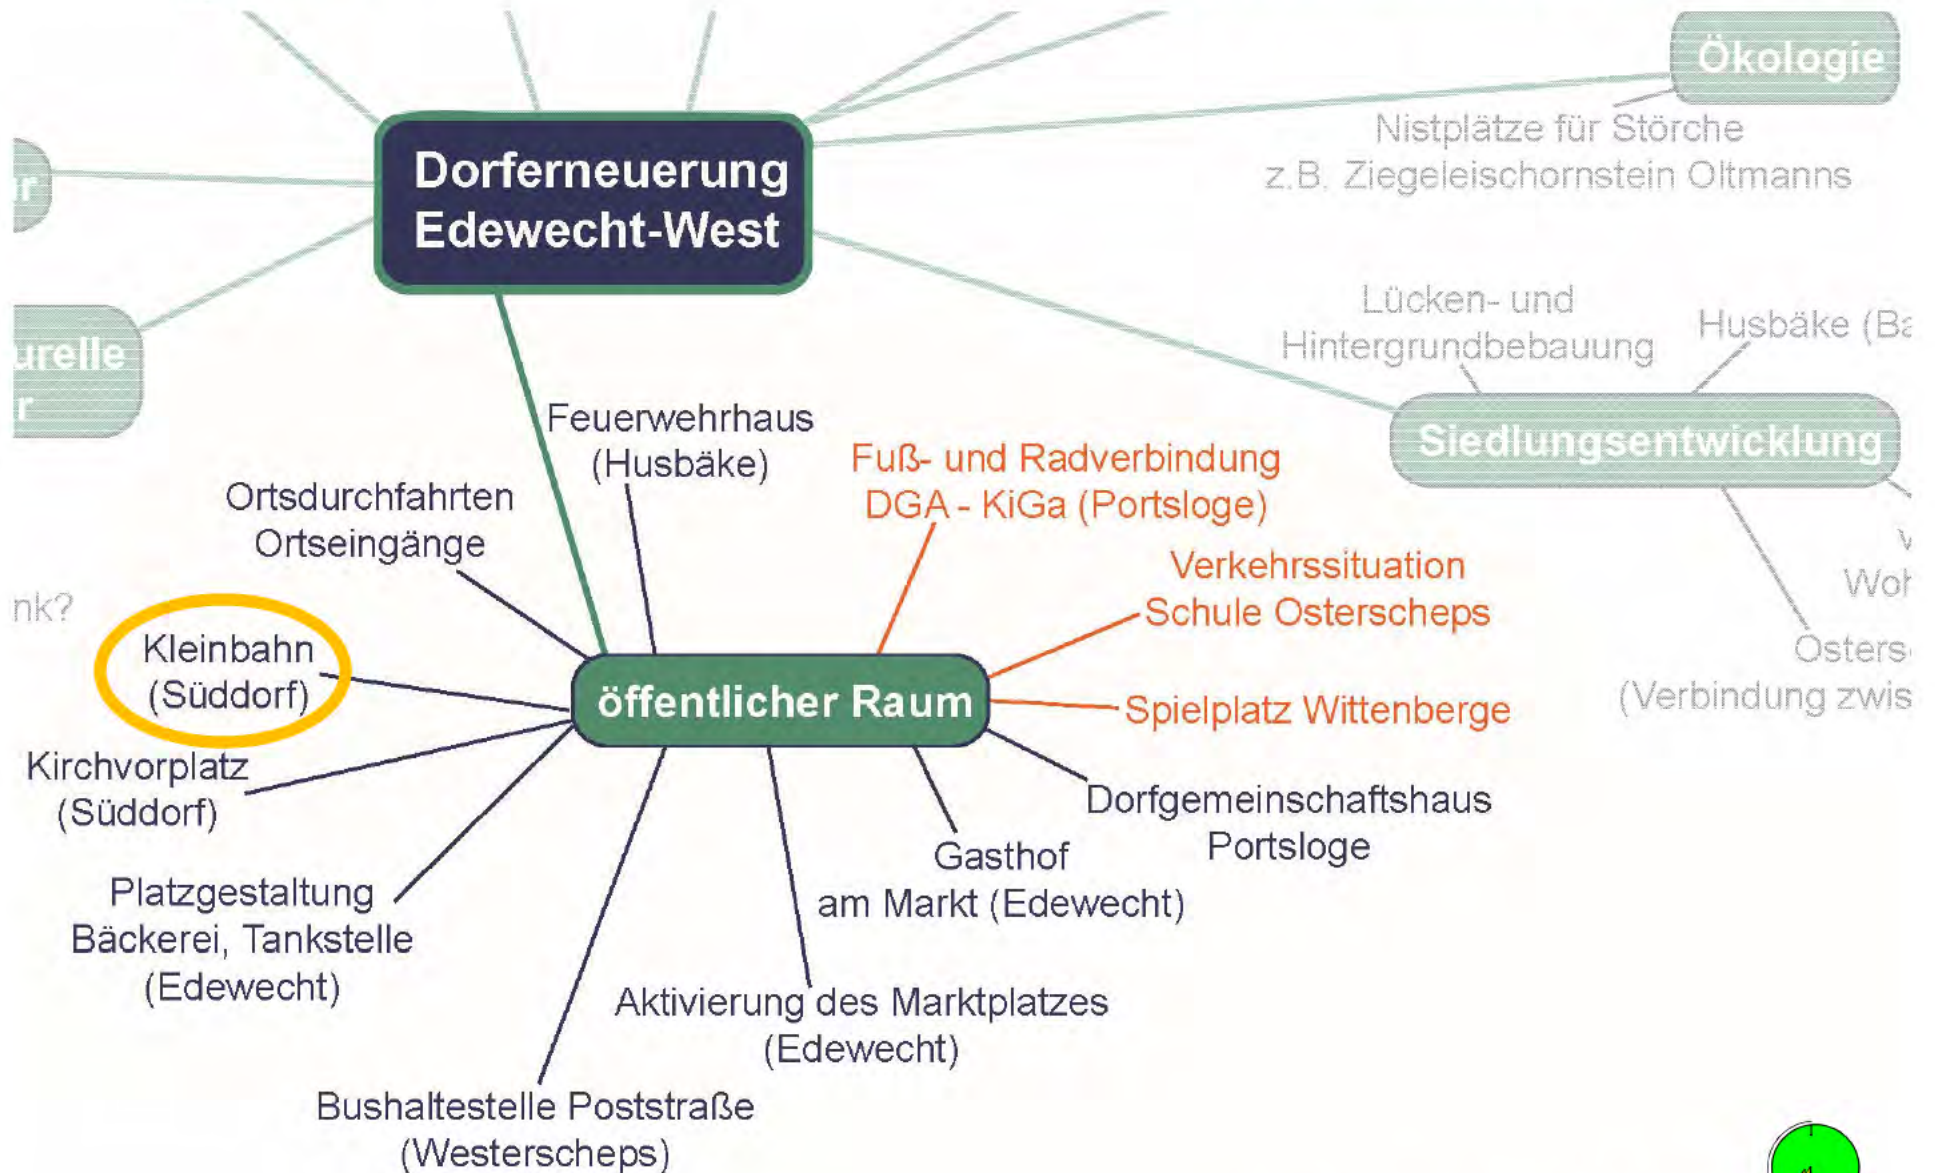 Ökologie
Nistplätze für Störche
z.B. Ziegeleischornstein Oltmanns
Dorferneuerung
Edewecht-West
Lücken- und
Hintergrundbebauung
Husbäke
Siedlungsentwicklung
Feuerwehrhaus
(Husbäke)
Fuß- und Radverbindung
DGA - KiGa (Portsloge)
Ortsdurchfahrten
Ortseingänge
Verkehrssituation
Schule Osterscheps
Kleinbahn
(Süddorf)
öffentlicher Raum
Spielplatz Wittenberge
(Verbindung
Kirchvorplatz
(Süddorf)
Dorfgemeinschaftshaus
Portsloge
Gasthof
am Markt (Edewecht)
Platzgestaltung
Bäckerei, Tankstelle
(Edewecht)
Aktivierung des Marktplatzes
(Edewecht)
Bushaltestelle Poststraße
(Westerscheps)